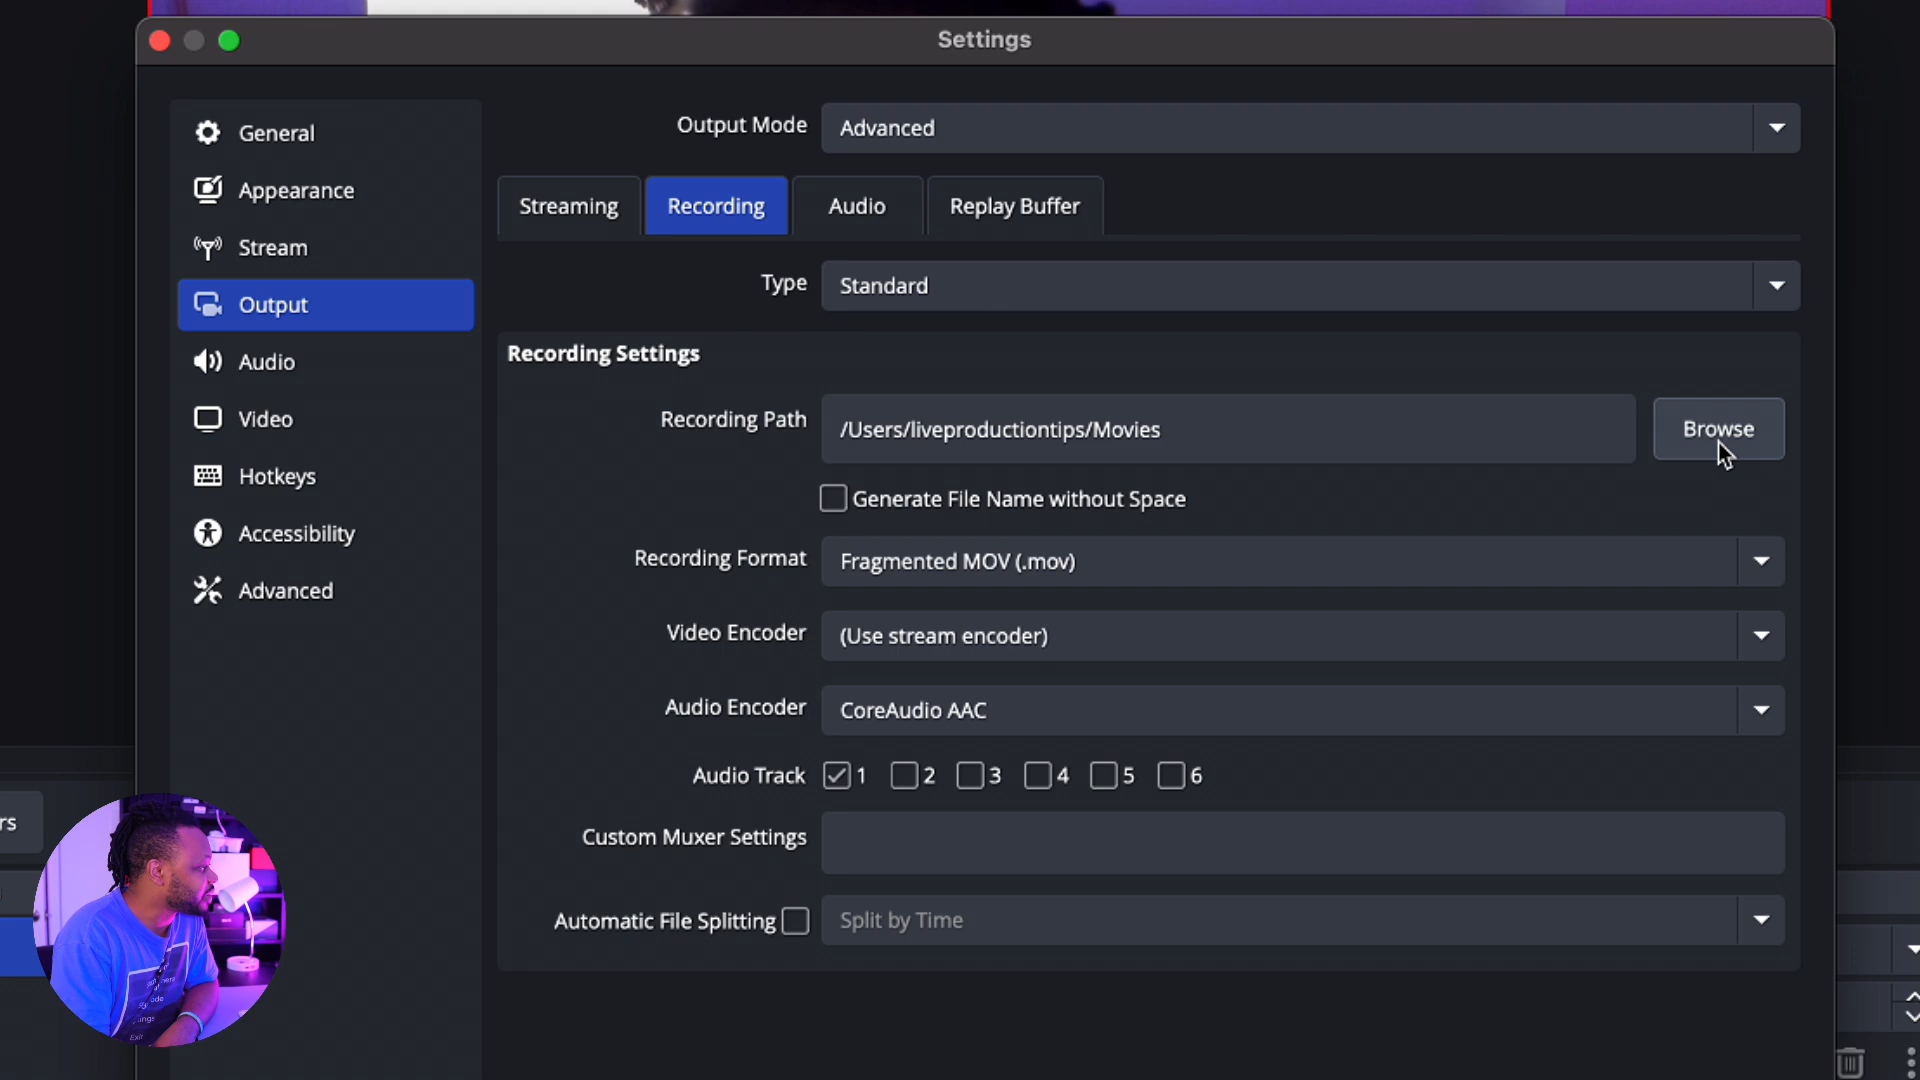 Settings
General
Appearance
Stream
Output
Audio
Video
Hotkeys
Accessibility
Advanced
Output Mode
Advanced
Streaming
Recording
Audio
Replay Buffer
Type
Standard
Recording Settings
Recording Path
/Users/liveproductiontips/Movies
Browse
Generate File Name without Space
Recording Format
Fragmented MOV (.mov)
Video Encoder
(Use stream encoder)
Audio Encoder
CoreAudio AAC
Audio Track
1
2
3
4
5
6
Custom Muxer Settings
Automatic File Splitting
Split by Time
rs
Exit